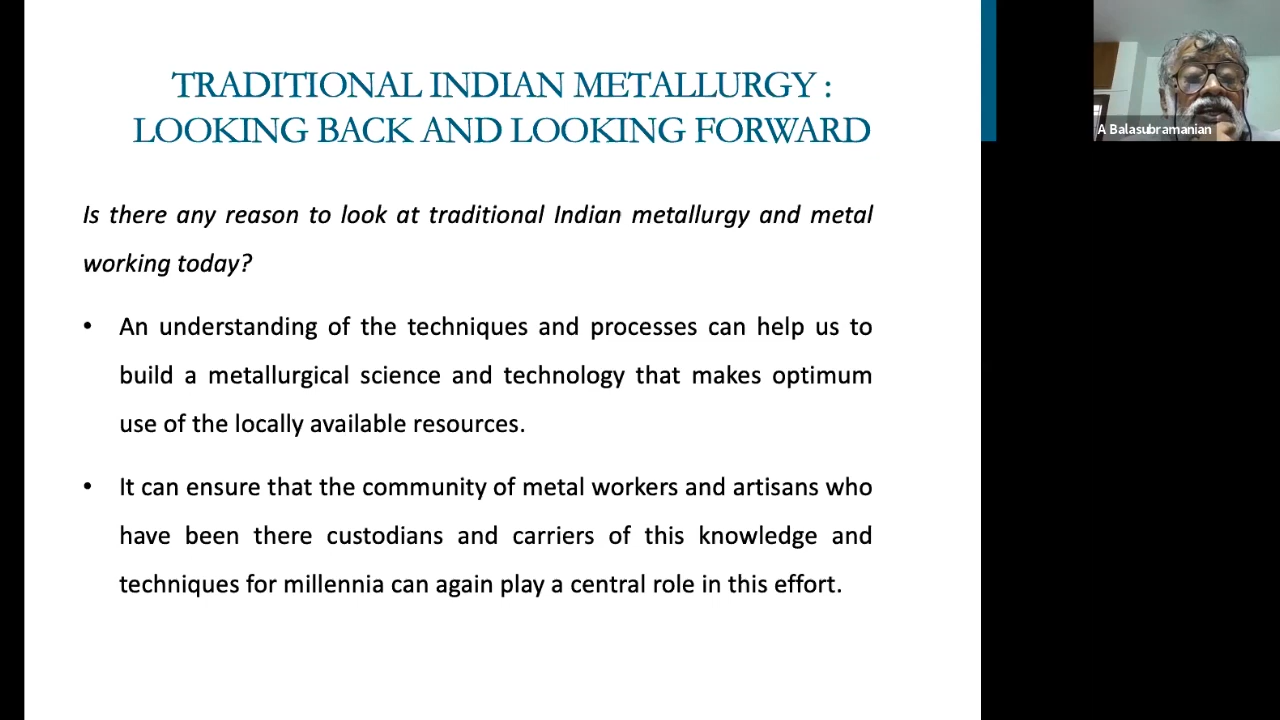 TRADITIONAL INDIAN METALLURGY :
LOOKING BACK AND LOOKING FORWARD
Is there any reason to look at traditional Indian metallurgy and metal
working today?
• An understanding of the techniques and processes can help us to
build a metallurgical science and technology that makes optimum
use of the locally available resources.
• It can ensure that the community of metal workers and artisans who
have been there custodians and carriers of this knowledge and
techniques for millennia can again play a central role in this effort.
A Balasubramanian